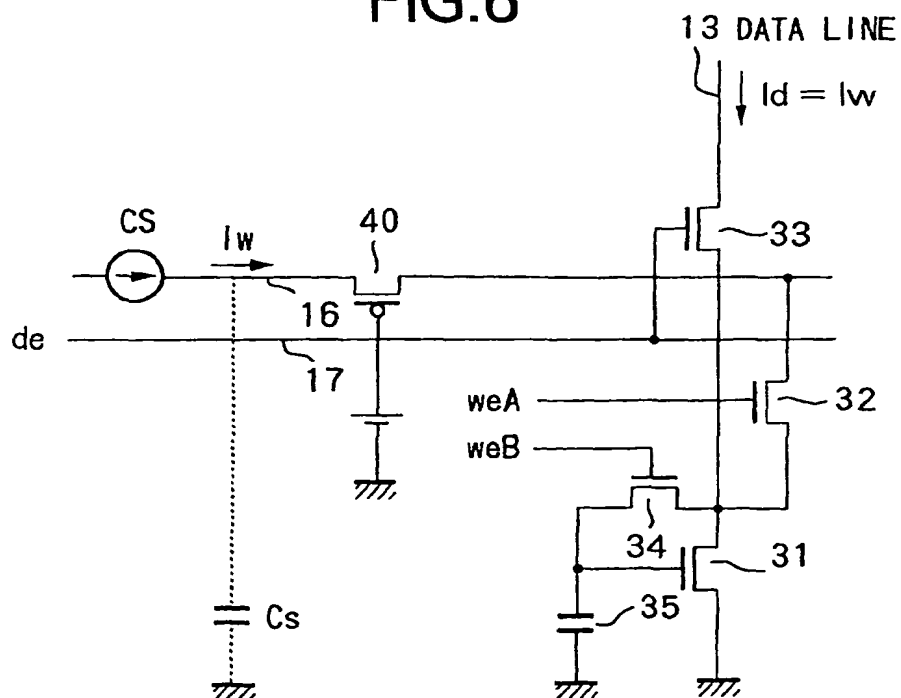 FIG.6
13 DATA LINE
Id = Iw
CS
Iw
40
33
16
de
17
weA
32
weB
34
31
35
Cs